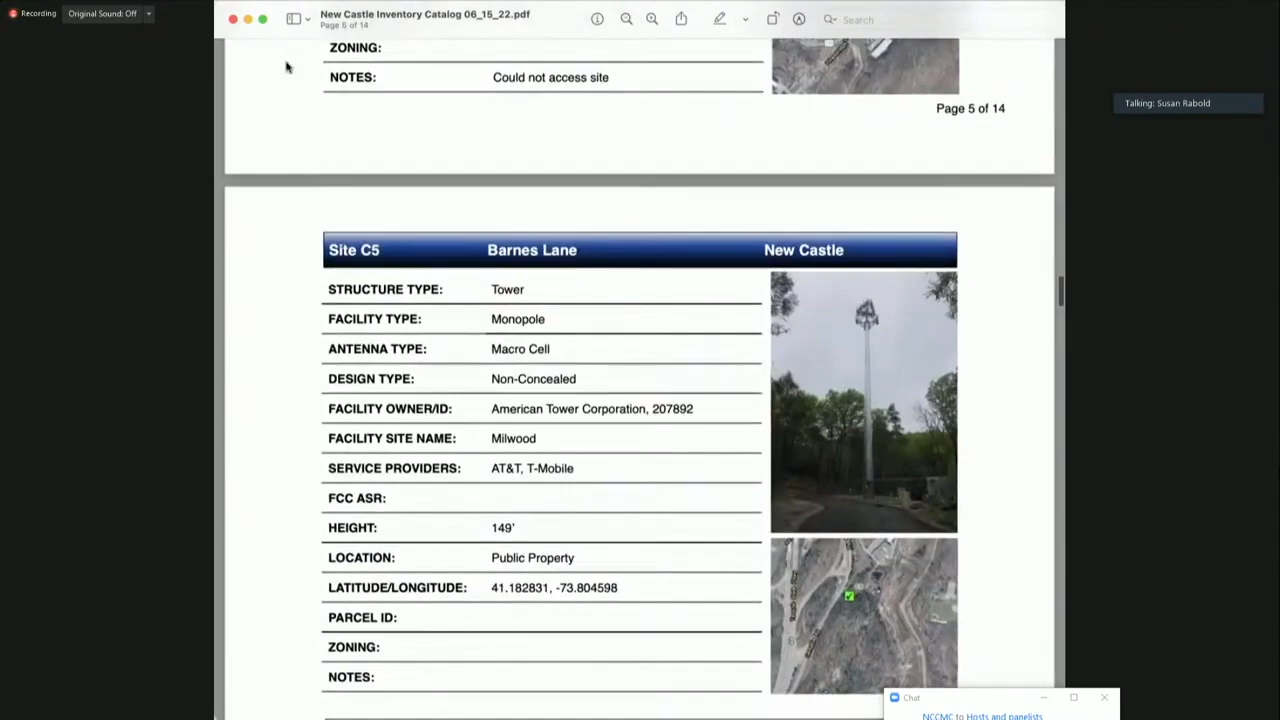 Recording
Original Sound: Off
New Castle Inventory Catalog 06_15_22.pdf
Page 6 of 14
Search
Talking: Susan Rabold
ZONING:
NOTES: Could not access site
Page 5 of 14
Site C5 Barnes Lane New Castle
STRUCTURE TYPE: Tower
FACILITY TYPE: Monopole
ANTENNA TYPE: Macro Cell
DESIGN TYPE: Non-Concealed
FACILITY OWNER/ID: American Tower Corporation, 207892
FACILITY SITE NAME: Milwood
SERVICE PROVIDERS: AT&T, T-Mobile
FCC ASR:
HEIGHT: 149'
LOCATION: Public Property
LATITUDE/LONGITUDE: 41.182831, -73.804598
PARCEL ID:
ZONING:
NOTES:
Chat
NCCMC to Hosts and panelists